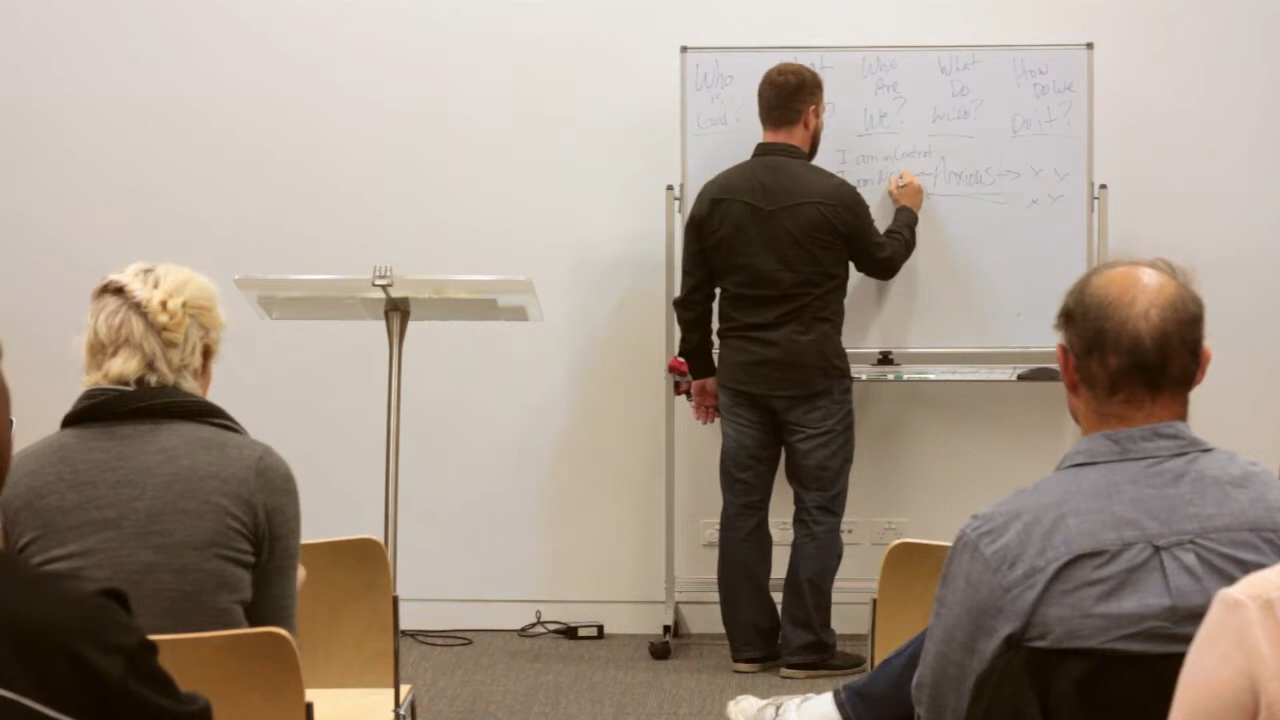 Who
is
God?
Who
Are
We?
What
Do
We Do?
How
Do We
Do it?
I am in Control
I am
Anxious